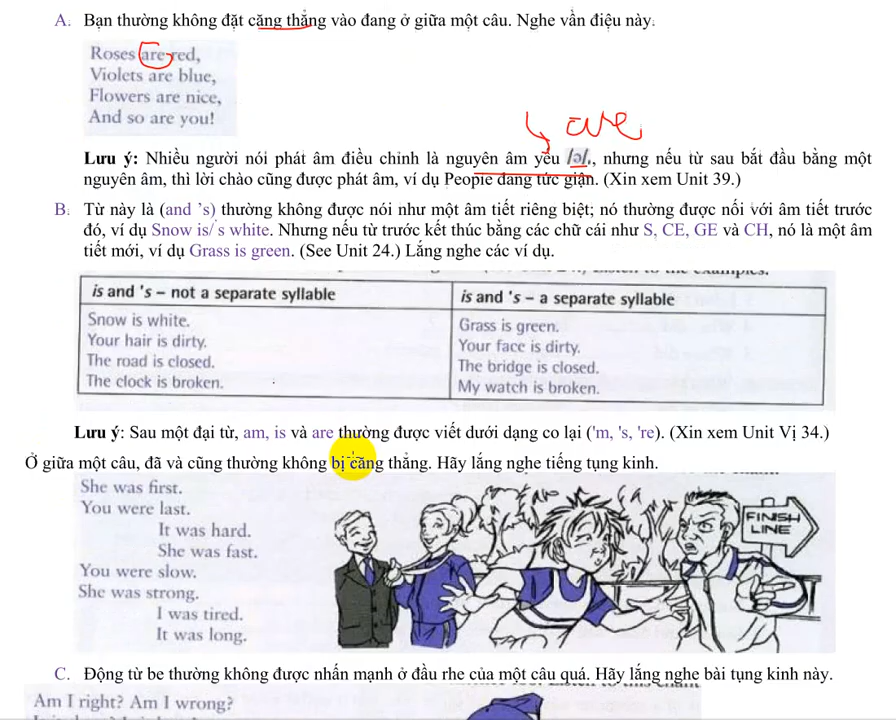 A. Bạn thường không đặt căng thẳng vào đang ở giữa một câu. Nghe vần điệu này.
Roses are red,
Violets are blue,
Flowers are nice,
And so are you!
are
Lưu ý: Nhiều người nói phát âm điều chỉnh là nguyên âm yếu /ə/., nhưng nếu từ sau bắt đầu bằng một
nguyên âm, thì lời chào cũng được phát âm, ví dụ People đang tức giận. (Xin xem Unit 39.)
B. Từ này là (and 's) thường không được nói như một âm tiết riêng biệt; nó thường được nối với âm tiết trước
đó, ví dụ Snow is/ 's white. Nhưng nếu từ trước kết thúc bằng các chữ cái như S, CE, GE và CH, nó là một âm
tiết mới, ví dụ Grass is green. (See Unit 24.) Lắng nghe các ví dụ.
is and 's – not a separate syllable
is and 's – a separate syllable
Snow is white.
Your hair is dirty.
The road is closed.
The clock is broken.
Grass is green.
Your face is dirty.
The bridge is closed.
My watch is broken.
Lưu ý: Sau một đại từ, am, is và are thường được viết dưới dạng co lại ('m, 's, 're). (Xin xem Unit Vị 34.)
Ở giữa một câu, đã và cũng thường không bị căng thẳng. Hãy lắng nghe tiếng tụng kinh.
She was first.
You were last.
It was hard.
She was fast.
You were slow.
She was strong.
I was tired.
It was long.
FINISH
LINE
C. Động từ be thường không được nhấn mạnh ở đầu rhe của một câu quá. Hãy lắng nghe bài tụng kinh này.
Am I right? Am I wrong?